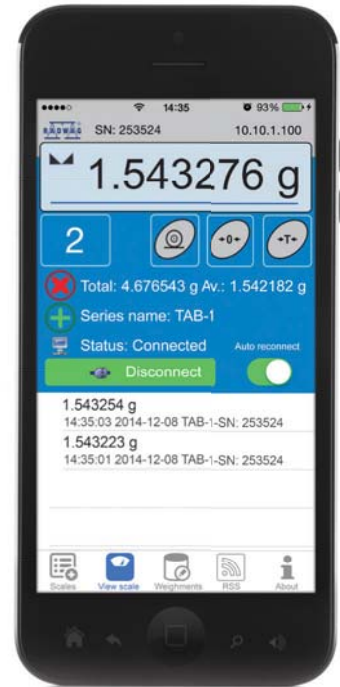 14:35 93%
RADWAG SN: 253524 10.10.1.100
1.543276 g
2 →0← →T←
Total: 4.676543 g Av.: 1.542182 g
Series name: TAB-1
Status: Connected Auto reconnect
Disconnect
1.543254 g
14:35:03 2014-12-08 TAB-1-SN: 253524
1.543223 g
14:35:01 2014-12-08 TAB-1-SN: 253524
Scales View scale Weighments RSS About